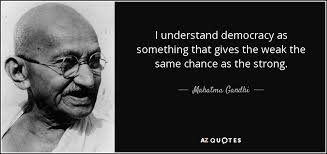 I understand democracy as
something that gives the weak the
same chance as the strong.
Mahatma Gandhi
AZ QUOTES